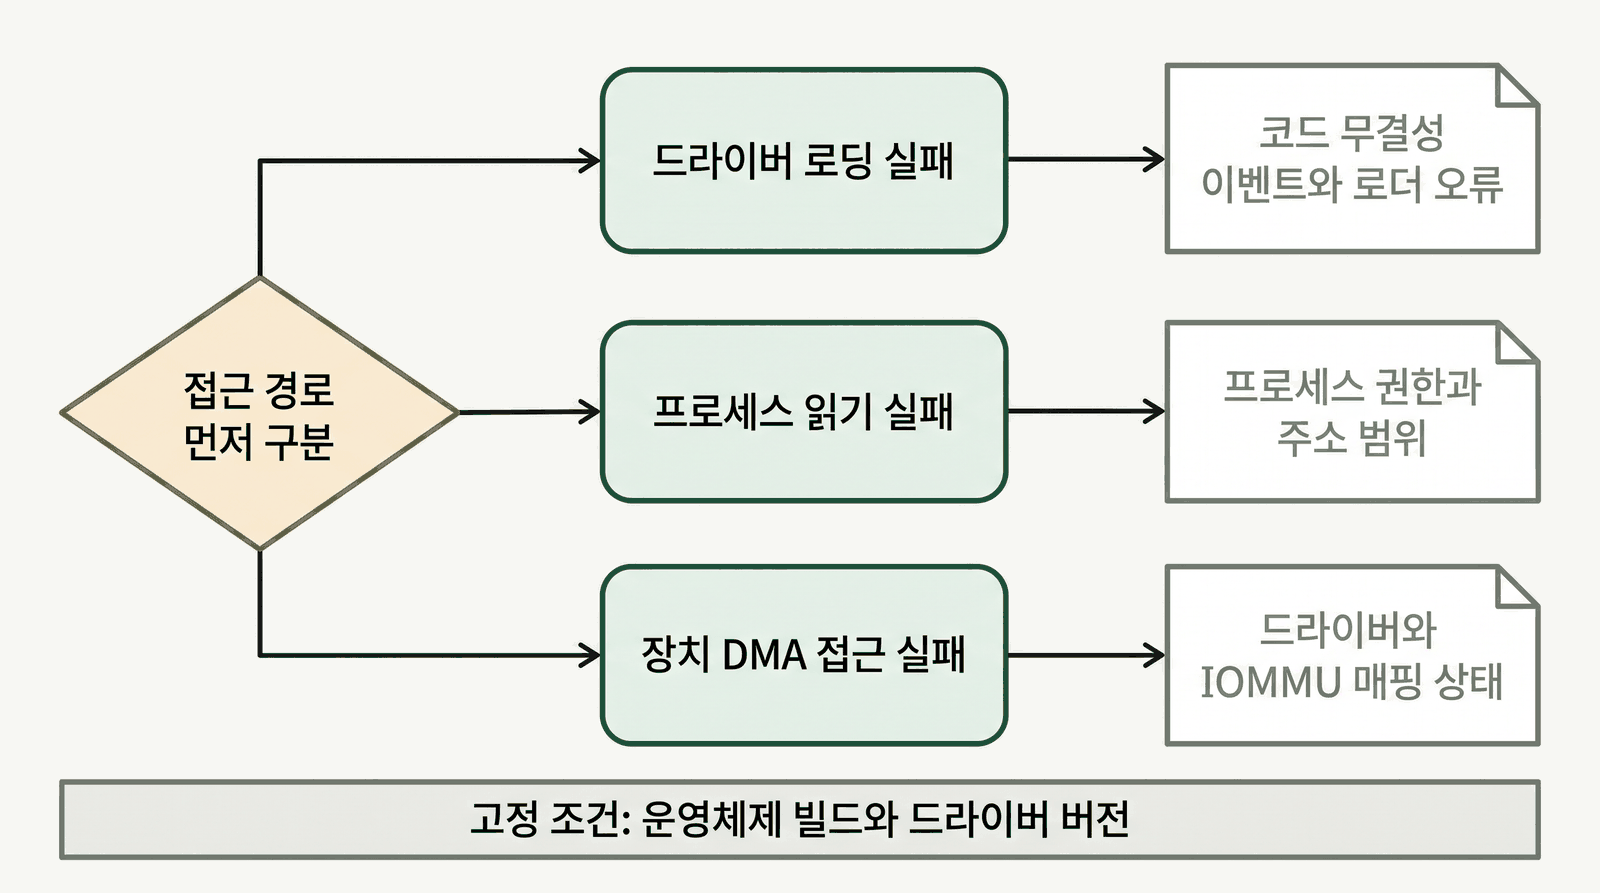 드라이버 로딩 실패
코드 무결성
이벤트와 로더 오류
접근 경로
먼저 구분
프로세스 읽기 실패
프로세스 권한과
주소 범위
장치 DMA 접근 실패
드라이버와
IOMMU 매핑 상태
고정 조건: 운영체제 빌드와 드라이버 버전